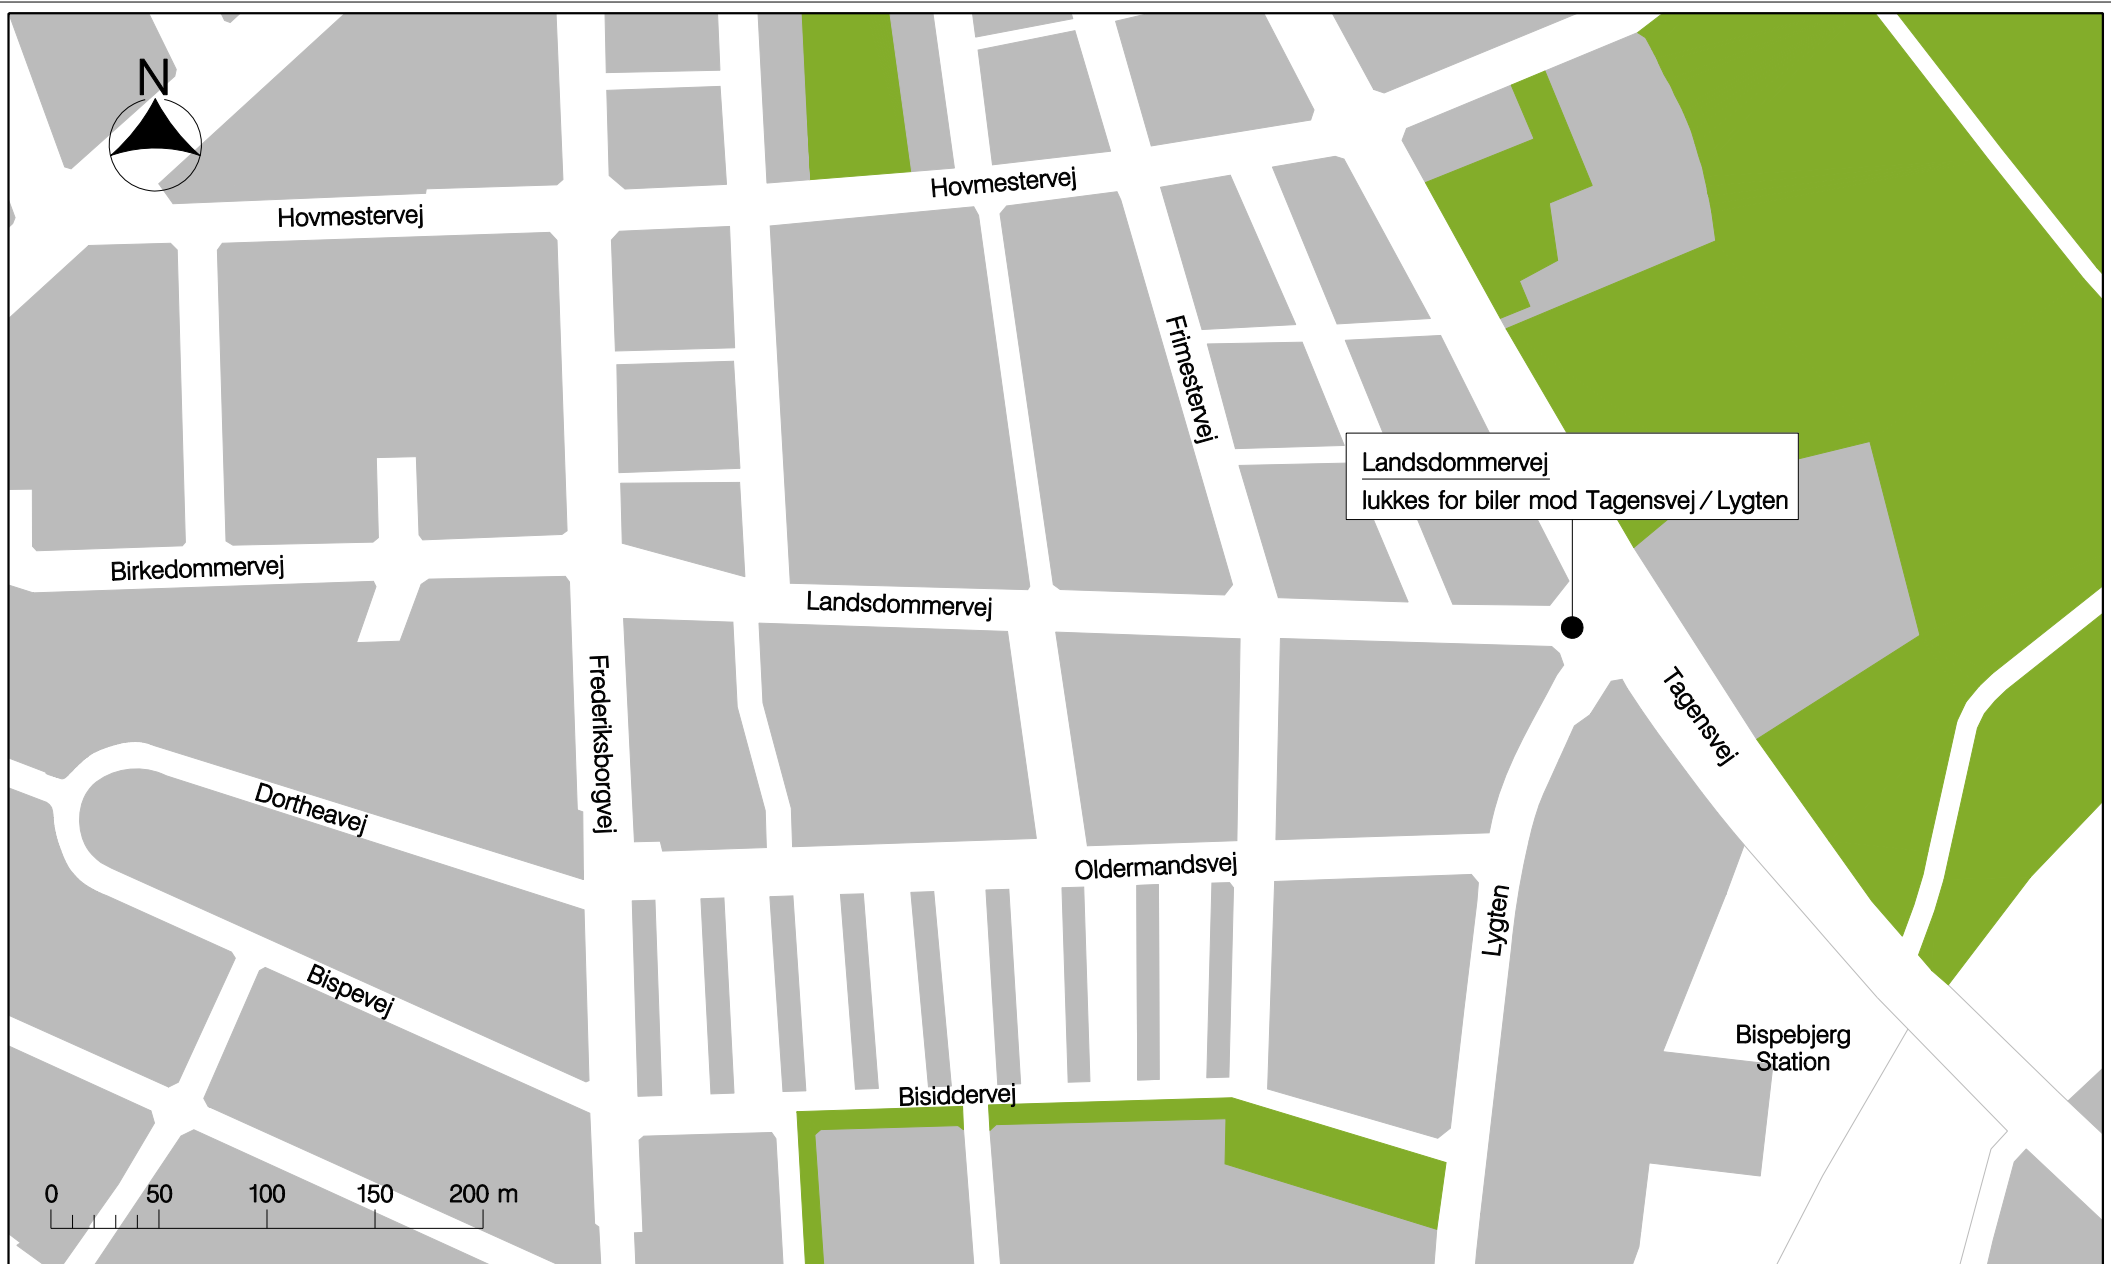 N
Hovmestervej
Hovmestervej
Frimestervej
Landsdommervej
lukkes for biler mod Tagensvej / Lygten
Birkedommervej
Landsdommervej
Frederiksborgvej
Tagensvej
Dortheavej
Oldermandsvej
Lygten
Bispevej
Bispebjerg
Station
Bisiddervej
0 50 100 150 200 m